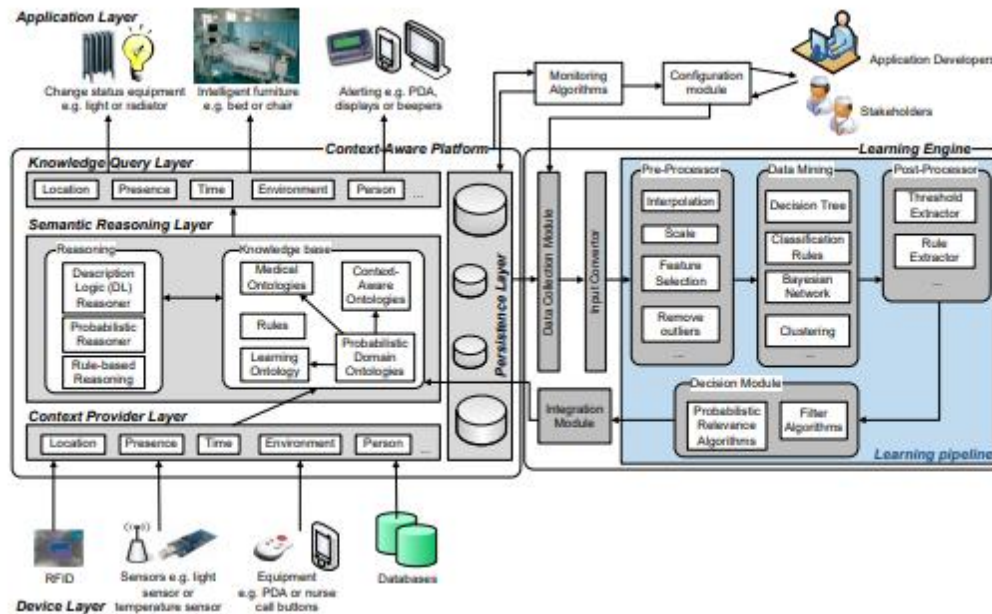 Application Layer
Change status equipment
e.g. light or radiator
Intelligent furniture
e.g. bed or chair
Alerting e.g. PDA,
displays or beepers
Monitoring
Algorithms
Configuration
module
Application Developers
Stakeholders
Context-Aware Platform
Knowledge Query Layer
Location
Presence
Time
Environment
Person
...
Semantic Reasoning Layer
Reasoning
Description
Logic (DL)
Reasoner
Probabilistic
Reasoner
Rule-based
Reasoning
Knowledge base
Medical
Ontologies
Context-
Aware
Ontologies
Rules
Learning
Ontology
Probabilistic
Domain
Ontologies
Context Provider Layer
Location
Presence
Time
Environment
Person
...
Persistence Layer
Learning Engine
Data Collection Module
Input Convertor
Pre-Processor
Interpolation
Scale
Feature
Selection
Remove
outliers
...
Data Mining
Decision Tree
Classification
Rules
Bayesian
Network
Clustering
...
Post-Processor
Threshold
Extractor
Rule
Extractor
...
Integration
Module
Decision Module
Probabilistic
Relevance
Algorithms
Filter
Algorithms
Learning pipeline
RFID
Sensors e.g. light
sensor or
temperature sensor
Equipment
e.g. PDA or nurse
call buttons
Databases
Device Layer